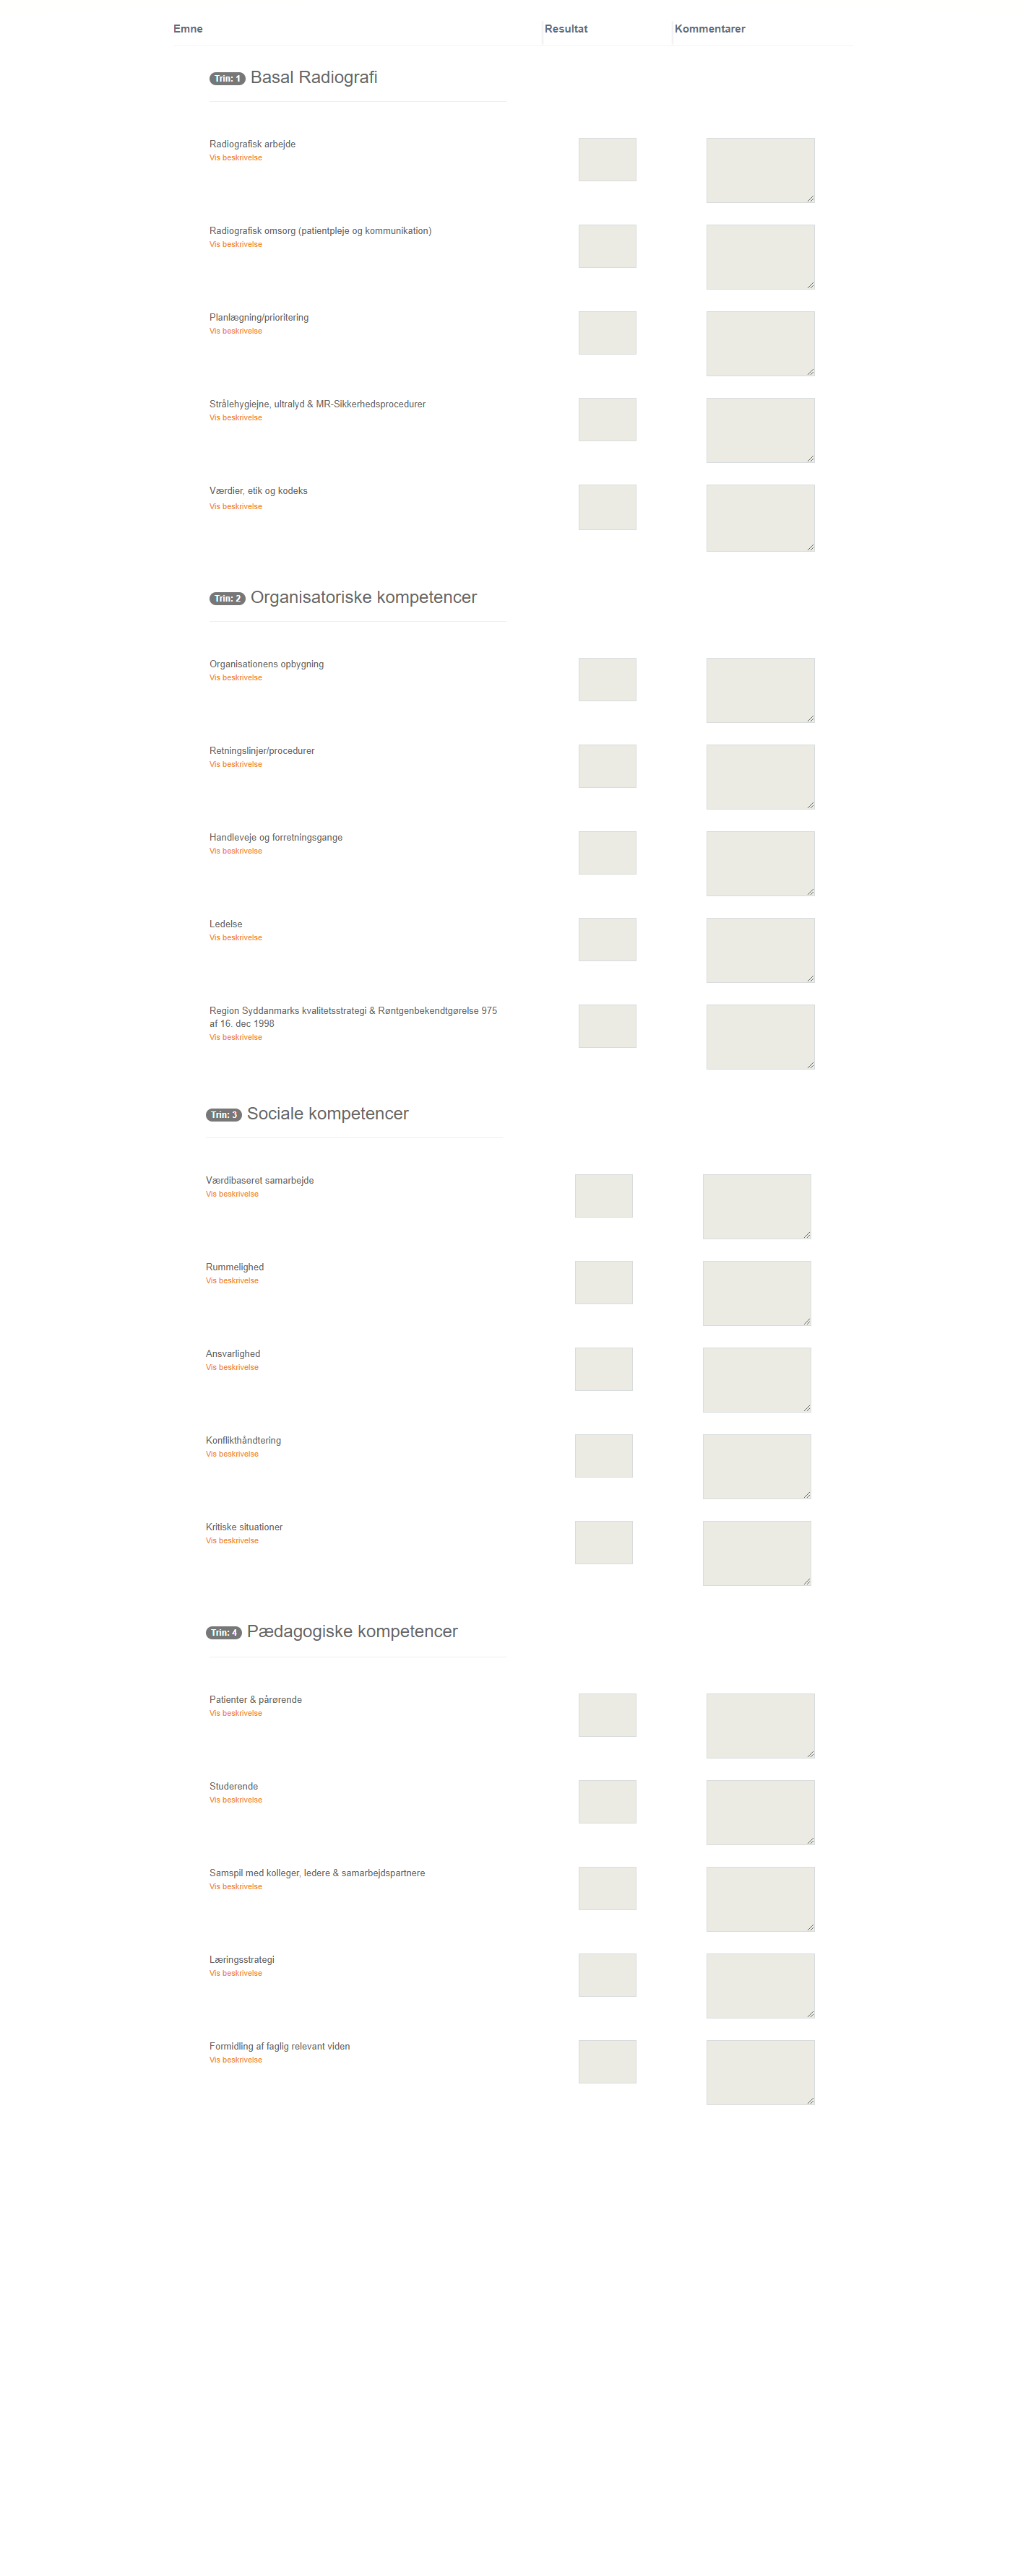 Emne Resultat Kommentarer
Trin: 1 Basal Radiografi
Radiografisk arbejde
Vis beskrivelse
Radiografisk omsorg (patientpleje og kommunikation)
Vis beskrivelse
Planlægning/prioritering
Vis beskrivelse
Strålehygiejne, ultralyd & MR-Sikkerhedsprocedurer
Vis beskrivelse
Værdier, etik og kodeks
Vis beskrivelse
Trin: 2 Organisatoriske kompetencer
Organisationens opbygning
Vis beskrivelse
Retningslinjer/procedurer
Vis beskrivelse
Handleveje og forretningsgange
Vis beskrivelse
Ledelse
Vis beskrivelse
Region Syddanmarks kvalitetsstrategi & Røntgenbekendtgørelse 975
af 16. dec 1998
Vis beskrivelse
Trin: 3 Sociale kompetencer
Værdibaseret samarbejde
Vis beskrivelse
Rummelighed
Vis beskrivelse
Ansvarlighed
Vis beskrivelse
Konflikthåndtering
Vis beskrivelse
Kritiske situationer
Vis beskrivelse
Trin: 4 Pædagogiske kompetencer
Patienter & pårørende
Vis beskrivelse
Studerende
Vis beskrivelse
Samspil med kolleger, ledere & samarbejdspartnere
Vis beskrivelse
Læringsstrategi
Vis beskrivelse
Formidling af faglig relevant viden
Vis beskrivelse